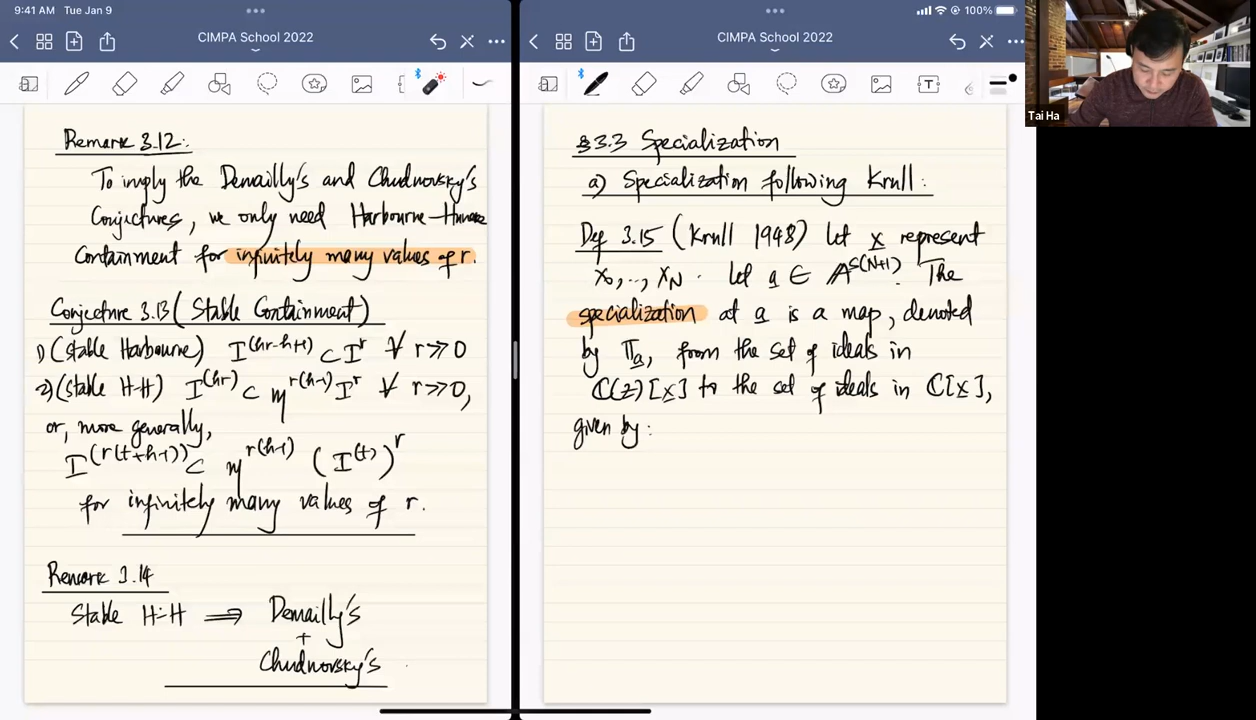 9:41 AM Tue Jan 9
CIMPA School 2022
Remark 3.12:
To imply the Demailly's and Chudnovsky's
Conjectures, we only need Harbourne-Huneke
Containment for infinitely many values of r.
Conjecture 3.13 (Stable Containment)
1) (stable Harbourne) I^(hr-h+1) ⊂ I^r ∀ r≫0
2) (stable H-H) I^(hr) ⊂ m^{r(h-1)} I^r ∀ r≫0,
or, more generally,
I^(r(t+h-1)) ⊂ m^{r(h-1)} (I^(t))^r
for infinitely many values of r.
Remark 3.14
Stable H-H ⟹ Demailly's
+
Chudnovsky's
100%
CIMPA School 2022
§3.3 Specialization
a) Specialization following Krull:
Def 3.15 (Krull 1948) let x represent
x₀,..., x_N. let a ∈ 𝔸^{s(N+1)}. The
specialization at a is a map, denoted
by π_a, from the set of ideals in
ℂ(z)[x] to the set of ideals in ℂ[x],
given by:
Tai Ha